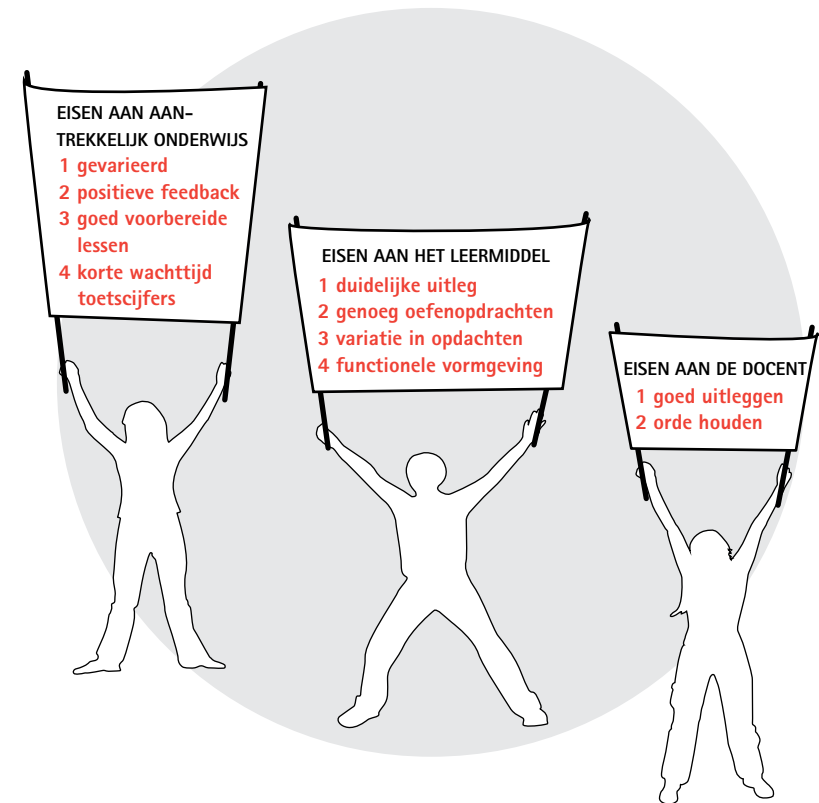 EISEN AAN AAN-
TREKKELIJK ONDERWIJS
1 gevarieerd
2 positieve feedback
3 goed voorbereide
lessen
4 korte wachttijd
toetscijfers
EISEN AAN HET LEERMIDDEL
1 duidelijke uitleg
2 genoeg oefenopdrachten
3 variatie in opdachten
4 functionele vormgeving
EISEN AAN DE DOCENT
1 goed uitleggen
2 orde houden